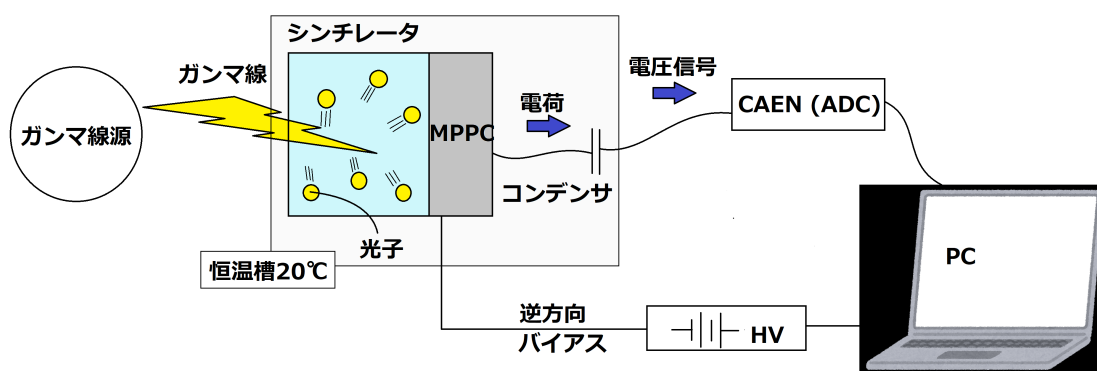 シンチレータ
ガンマ線
ガンマ線源
MPPC
電荷
電圧信号
CAEN (ADC)
コンデンサ
光子
恒温槽20℃
逆方向
バイアス
HV
PC